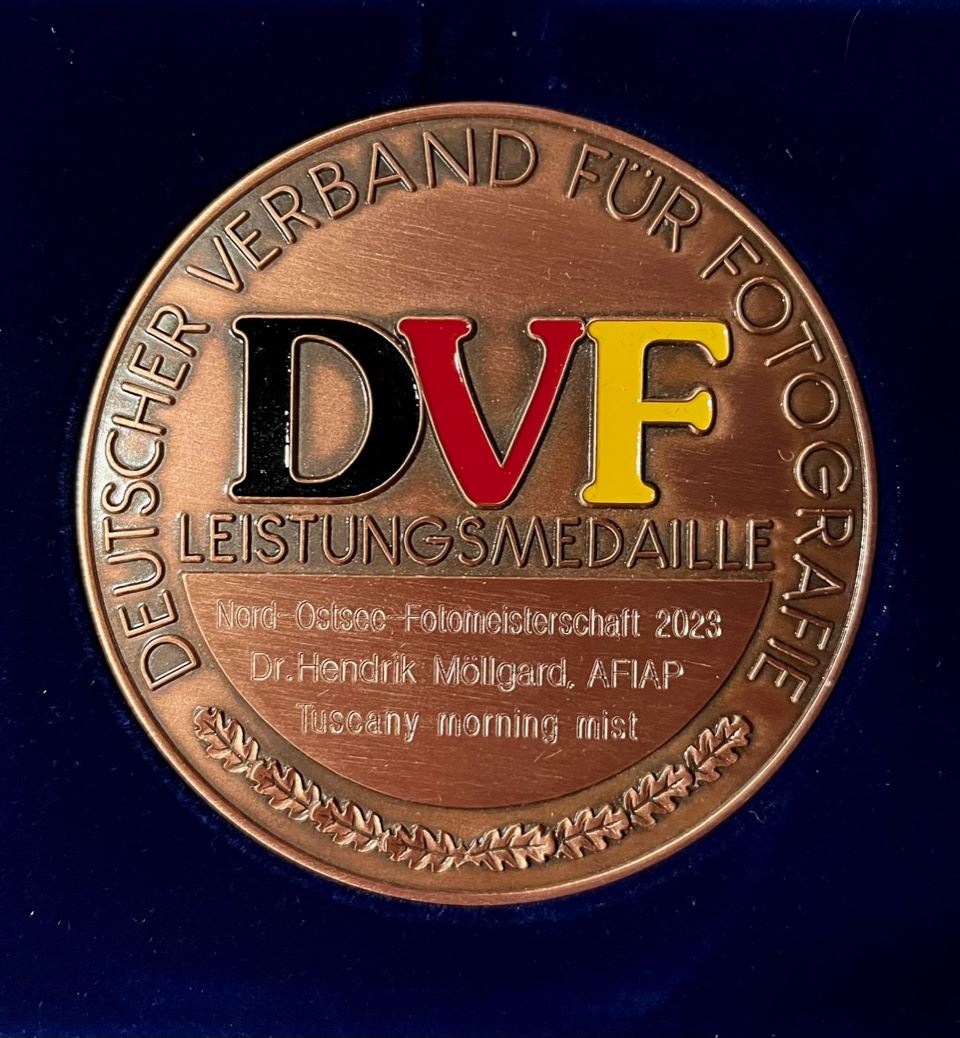 DEUTSCHER VERBAND FÜR FOTOGRAFIE
DVF
LEISTUNGSMEDAILLE
Nord-Ostsee-Fotomeisterschaft 2023
Dr. Hendrik Möllgard, AFIAP
Tuscany morning mist